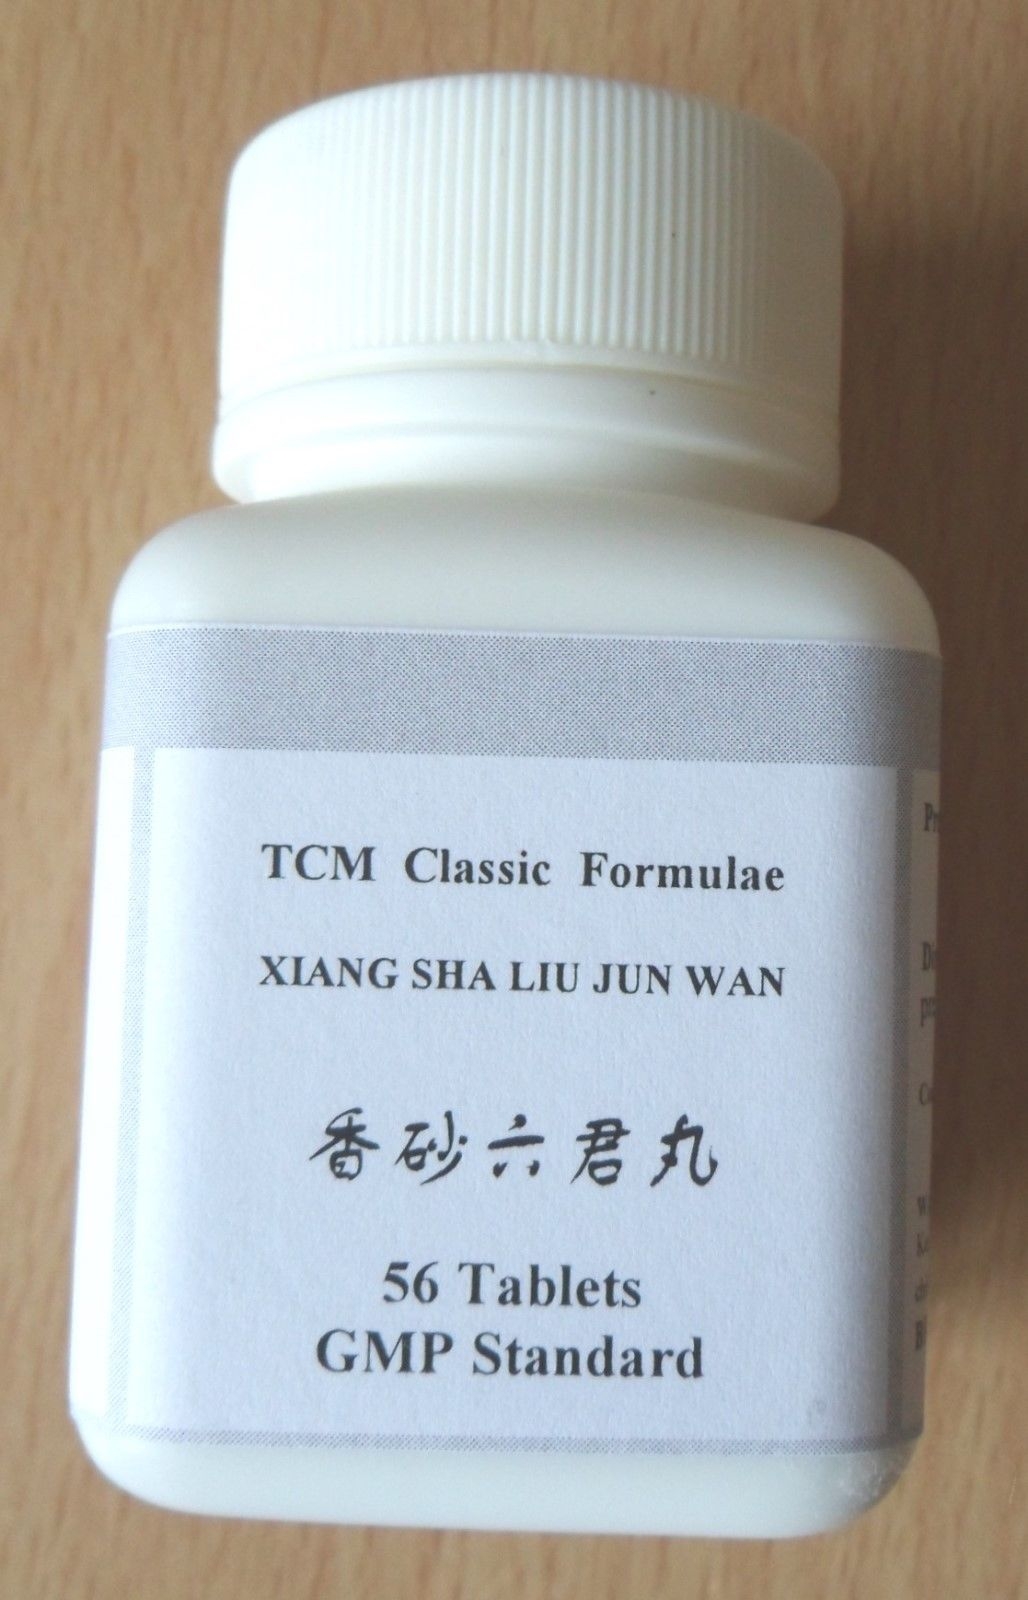 TCM Classic Formulae
XIANG SHA LIU JUN WAN
香砂六君丸
56 Tablets
GMP Standard